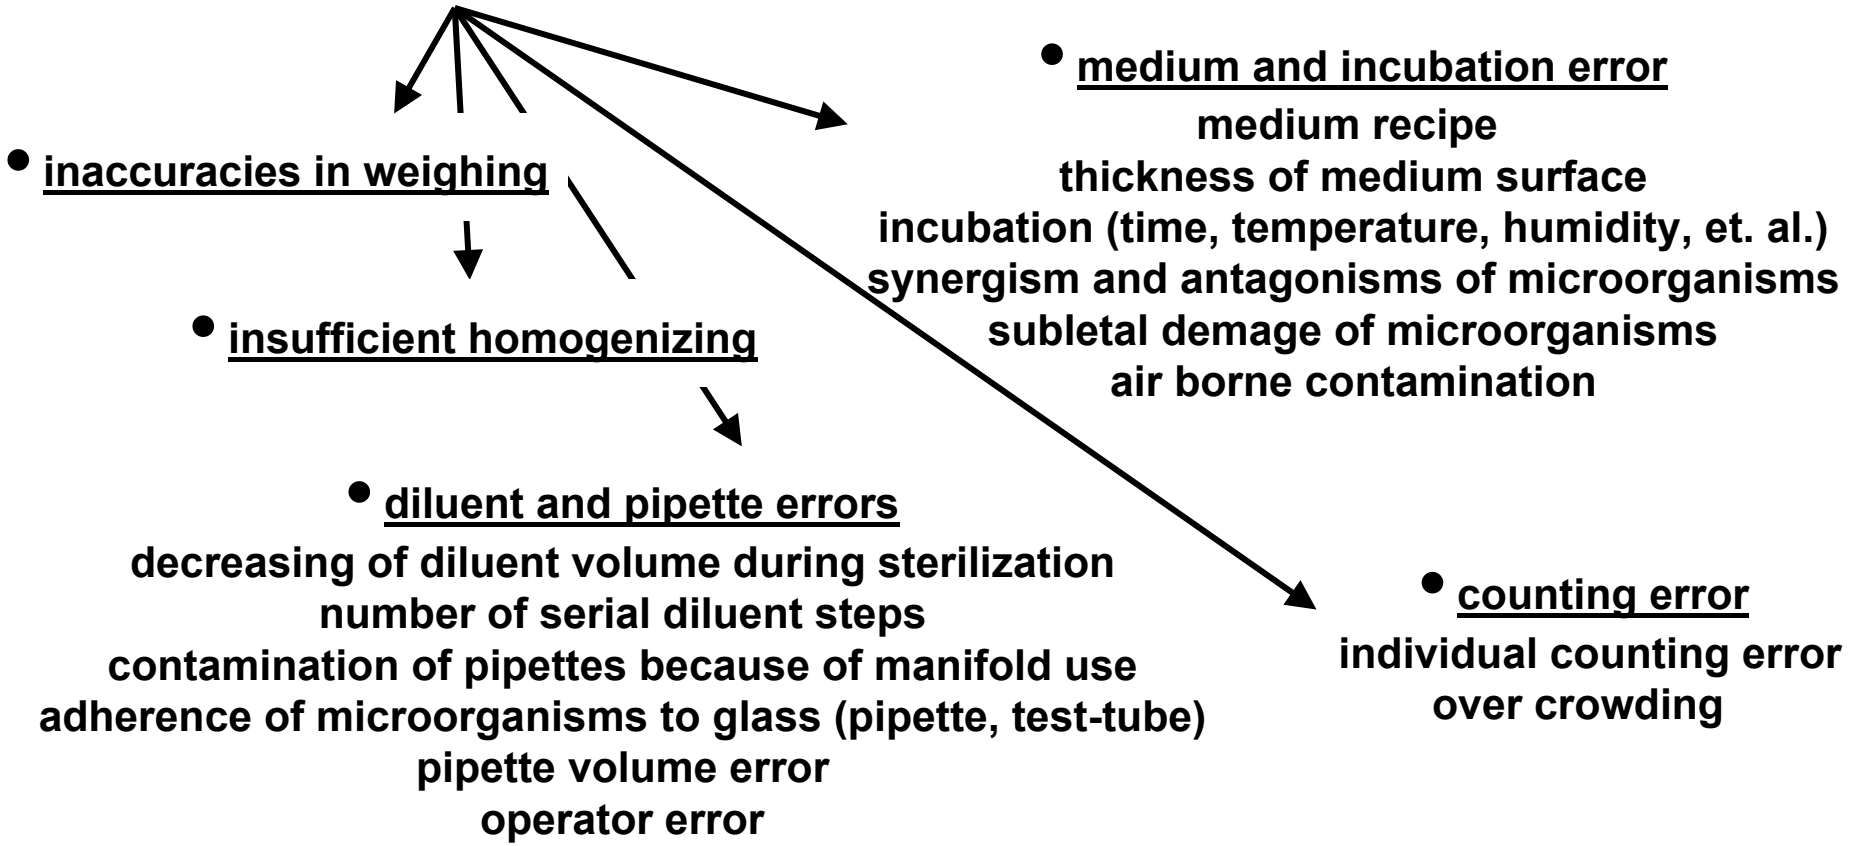 • inaccuracies in weighing
• insufficient homogenizing
• diluent and pipette errors
decreasing of diluent volume during sterilization
number of serial diluent steps
contamination of pipettes because of manifold use
adherence of microorganisms to glass (pipette, test-tube)
pipette volume error
operator error
• medium and incubation error
medium recipe
thickness of medium surface
incubation (time, temperature, humidity, et. al.)
synergism and antagonisms of microorganisms
subletal demage of microorganisms
air borne contamination
• counting error
individual counting error
over crowding